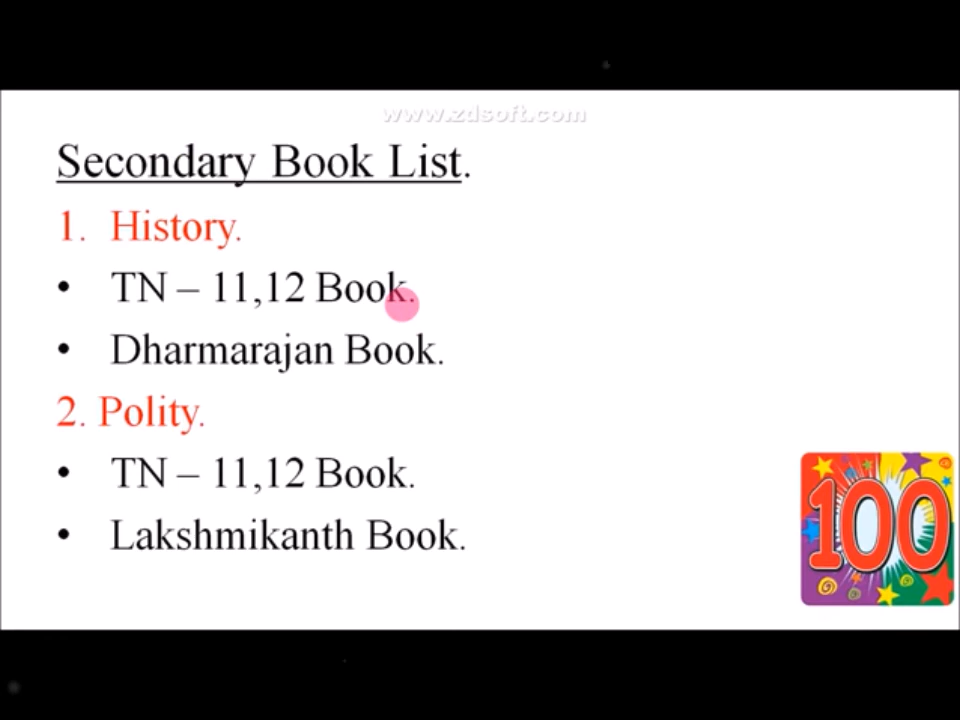 www.zdsoft.com
Secondary Book List.
1. History.
• TN – 11,12 Book.
• Dharmarajan Book.
2. Polity.
• TN – 11,12 Book.
• Lakshmikanth Book.
100